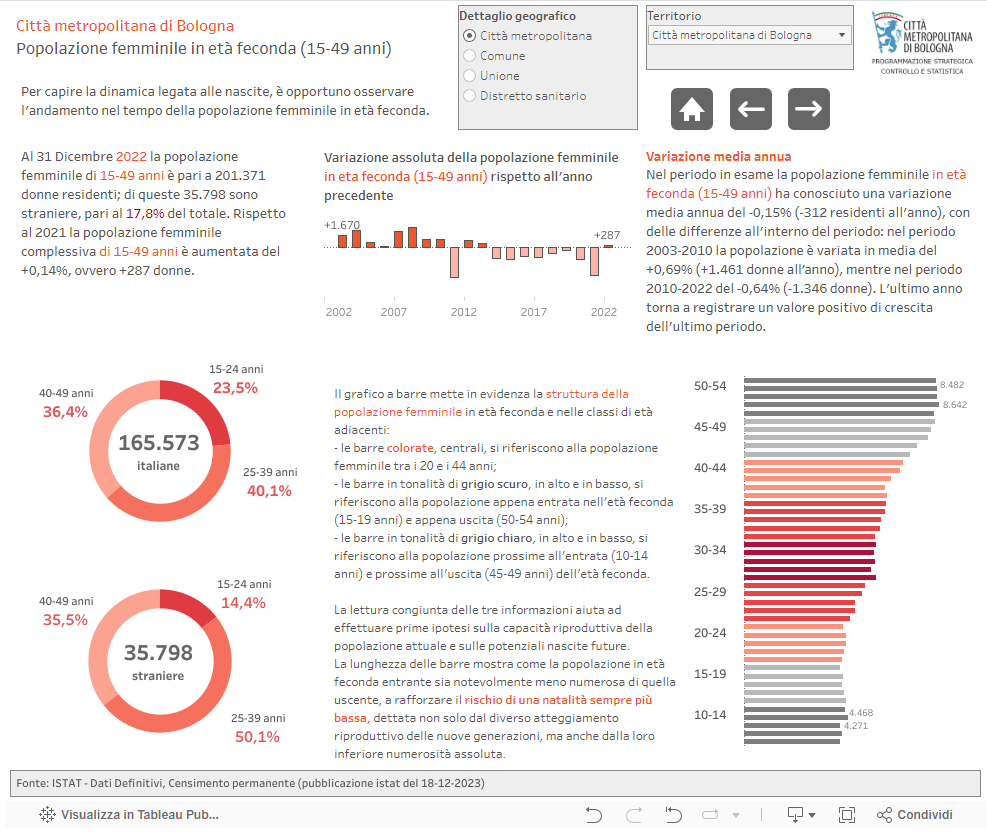 Città metropolitana di Bologna
Popolazione femminile in età feconda (15-49 anni)
Per capire la dinamica legata alle nascite, è opportuno osservare
l'andamento nel tempo della popolazione femminile in età feconda.
Dettaglio geografico
Città metropolitana
Comune
Unione
Distretto sanitario
Territorio
Città metropolitana di Bologna
CITTÀ
METROPOLITANA
DI BOLOGNA
PROGRAMMAZIONE STRATEGICA
CONTROLLO E STATISTICA
Al 31 Dicembre 2022 la popolazione
femminile di 15-49 anni è pari a 201.371
donne residenti; di queste 35.798 sono
straniere, pari al 17,8% del totale. Rispetto
al 2021 la popolazione femminile
complessiva di 15-49 anni è aumentata del
+0,14%, ovvero +287 donne.
Variazione assoluta della popolazione femminile
in eta feconda (15-49 anni) rispetto all'anno
precedente
+1.670
+287
2002
2007
2012
2017
2022
Variazione media annua
Nel periodo in esame la popolazione femminile in età
feconda (15-49 anni) ha conosciuto una variazione
media annua del -0,15% (-312 residenti all'anno), con
delle differenze all'interno del periodo: nel periodo
2003-2010 la popolazione è variata in media del
+0,69% (+1.461 donne all'anno), mentre nel periodo
2010-2022 del -0,64% (-1.346 donne). L'ultimo anno
torna a registrare un valore positivo di crescita
dell'ultimo periodo.
15-24 anni
23,5%
40-49 anni
36,4%
165.573
italiane
25-39 anni
40,1%
15-24 anni
14,4%
40-49 anni
35,5%
35.798
straniere
25-39 anni
50,1%
Il grafico a barre mette in evidenza la struttura della
popolazione femminile in età feconda e nelle classi di età
adiacenti:
- le barre colorate, centrali, si riferiscono alla popolazione
femminile tra i 20 e i 44 anni;
- le barre in tonalità di grigio scuro, in alto e in basso, si
riferiscono alla popolazione appena entrata nell'età feconda
(15-19 anni) e appena uscita (50-54 anni);
- le barre in tonalità di grigio chiaro, in alto e in basso, si
riferiscono alla popolazione prossime all'entrata (10-14
anni) e prossime all'uscita (45-49 anni) dell'età feconda.
La lettura congiunta delle tre informazioni aiuta ad
effettuare prime ipotesi sulla capacità riproduttiva della
popolazione attuale e sulle potenziali nascite future.
La lunghezza delle barre mostra come la popolazione in età
feconda entrante sia notevolmente meno numerosa di quella
uscente, a rafforzare il rischio di una natalità sempre più
bassa, dettata non solo dal diverso atteggiamento
riproduttivo delle nuove generazioni, ma anche dalla loro
inferiore numerosità assoluta.
50-54
8.482
8.642
45-49
40-44
35-39
30-34
25-29
20-24
15-19
10-14
4.468
4.271
Fonte: ISTAT - Dati Definitivi, Censimento permanente (pubblicazione istat del 18-12-2023)
Visualizza in Tableau Pub...
Condividi